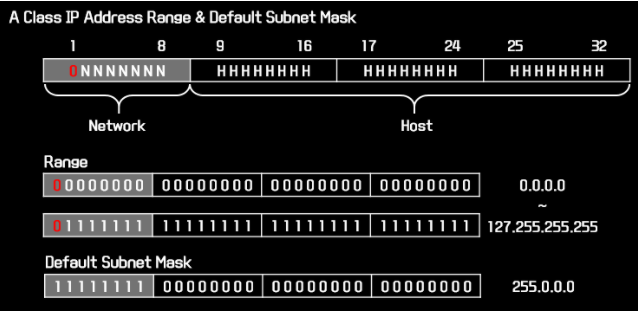 A Class IP Address Range & Default Subnet Mask
1 8 9 16 17 24 25 32
0NNNNNNN HHHHHHHH HHHHHHHH HHHHHHHH
Network Host
Range
00000000 00000000 00000000 00000000 0.0.0.0
~
01111111 11111111 11111111 11111111 127.255.255.255
Default Subnet Mask
11111111 00000000 00000000 00000000 255.0.0.0